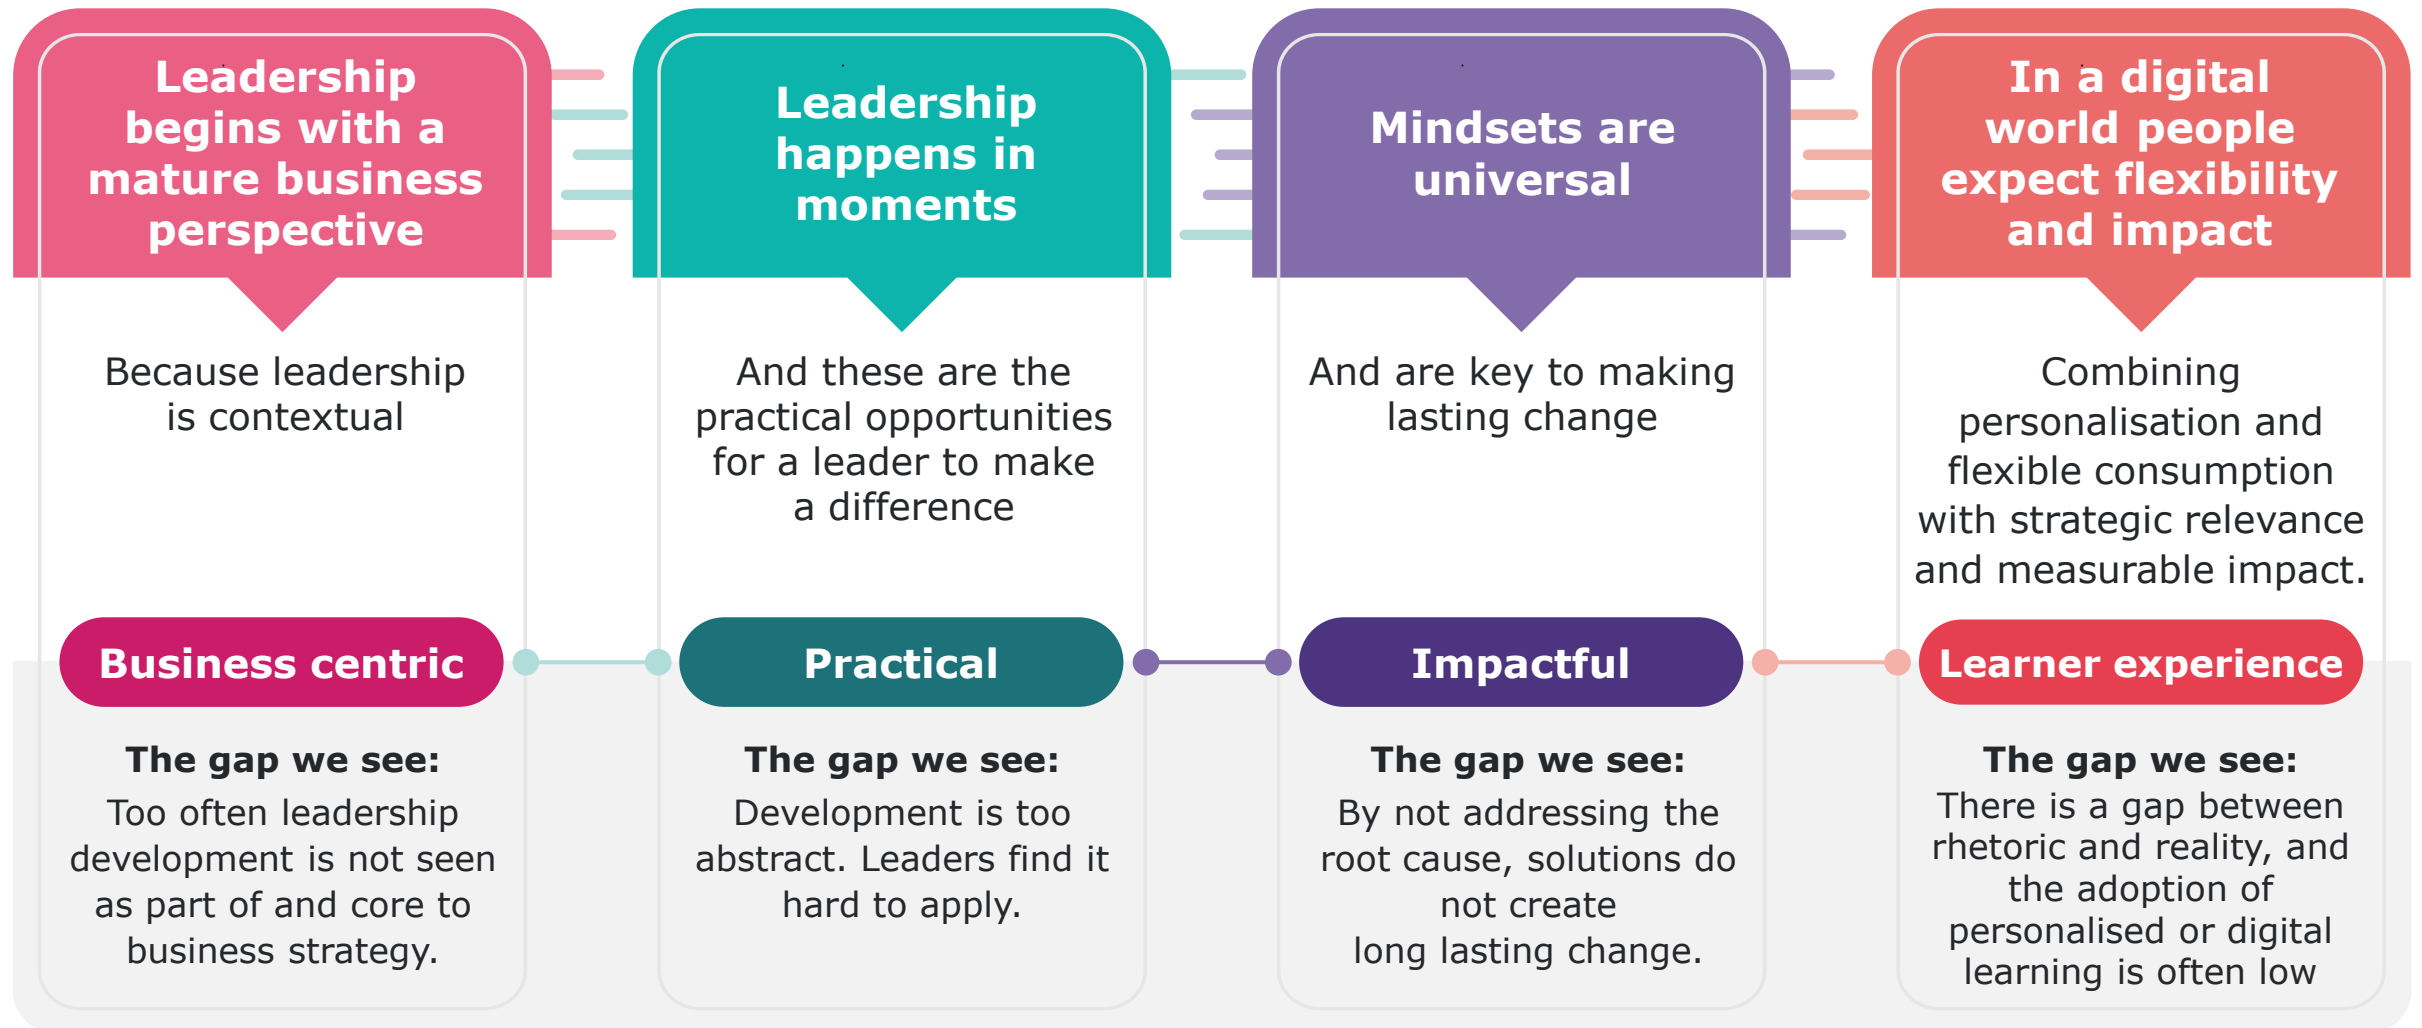 Leadership
begins with a
mature business
perspective
Because leadership
is contextual
Business centric
The gap we see:
Too often leadership
development is not seen
as part of and core to
business strategy.
Leadership
happens in
moments
And these are the
practical opportunities
for a leader to make
a difference
Practical
The gap we see:
Development is too
abstract. Leaders find it
hard to apply.
Mindsets are
universal
And are key to making
lasting change
Impactful
The gap we see:
By not addressing the
root cause, solutions do
not create
long lasting change.
In a digital
world people
expect flexibility
and impact
Combining
personalisation and
flexible consumption
with strategic relevance
and measurable impact.
Learner experience
The gap we see:
There is a gap between
rhetoric and reality, and
the adoption of
personalised or digital
learning is often low